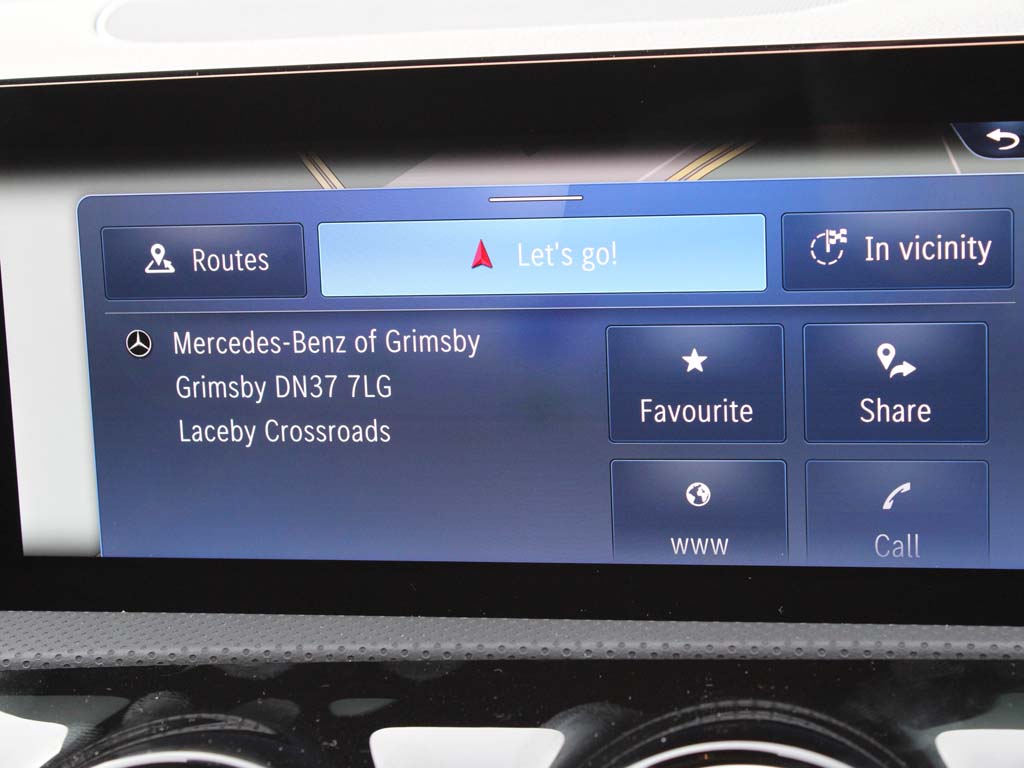 Routes
Let's go!
In vicinity
Mercedes-Benz of Grimsby
Grimsby DN37 7LG
Laceby Crossroads
Favourite
Share
www
Call